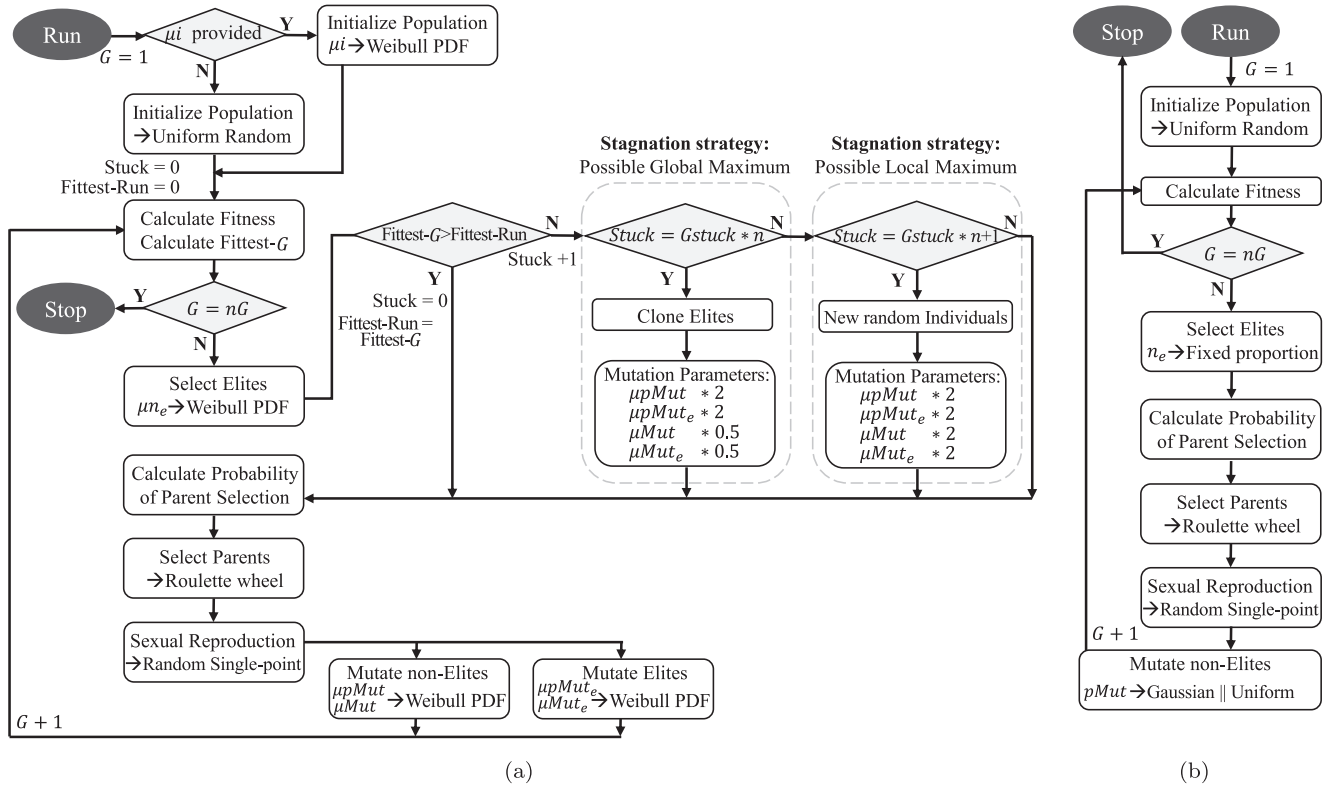 Run
μi provided
Y
G = 1
N
Initialize Population
μi→Weibull PDF
Initialize Population
→Uniform Random
Stuck = 0
Fittest-Run = 0
Calculate Fitness
Calculate Fittest-G
Y
Stop
G = nG
N
Select Elites
μn_e→Weibull PDF
Fittest-G>Fittest-Run
N
Stuck +1
Y
Stuck = 0
Fittest-Run =
Fittest-G
Stagnation strategy:
Possible Global Maximum
Stuck = Gstuck * n
N
Y
Clone Elites
Mutation Parameters:
μpMut * 2
μpMut_e * 2
μMut * 0.5
μMut_e * 0.5
Stagnation strategy:
Possible Local Maximum
Stuck = Gstuck * n+1
N
Y
New random Individuals
Mutation Parameters:
μpMut * 2
μpMut_e * 2
μMut * 2
μMut_e * 2
Calculate Probability
of Parent Selection
Select Parents
→Roulette wheel
Sexual Reproduction
→Random Single-point
Mutate non-Elites
μpMut
μMut →Weibull PDF
Mutate Elites
μpMut_e
μMut_e →Weibull PDF
G + 1
(a)
Stop
Run
G = 1
Initialize Population
→Uniform Random
Calculate Fitness
Y
G = nG
N
Select Elites
n_e→Fixed proportion
Calculate Probability
of Parent Selection
Select Parents
→Roulette wheel
Sexual Reproduction
→Random Single-point
G + 1
Mutate non-Elites
pMut→Gaussian || Uniform
(b)